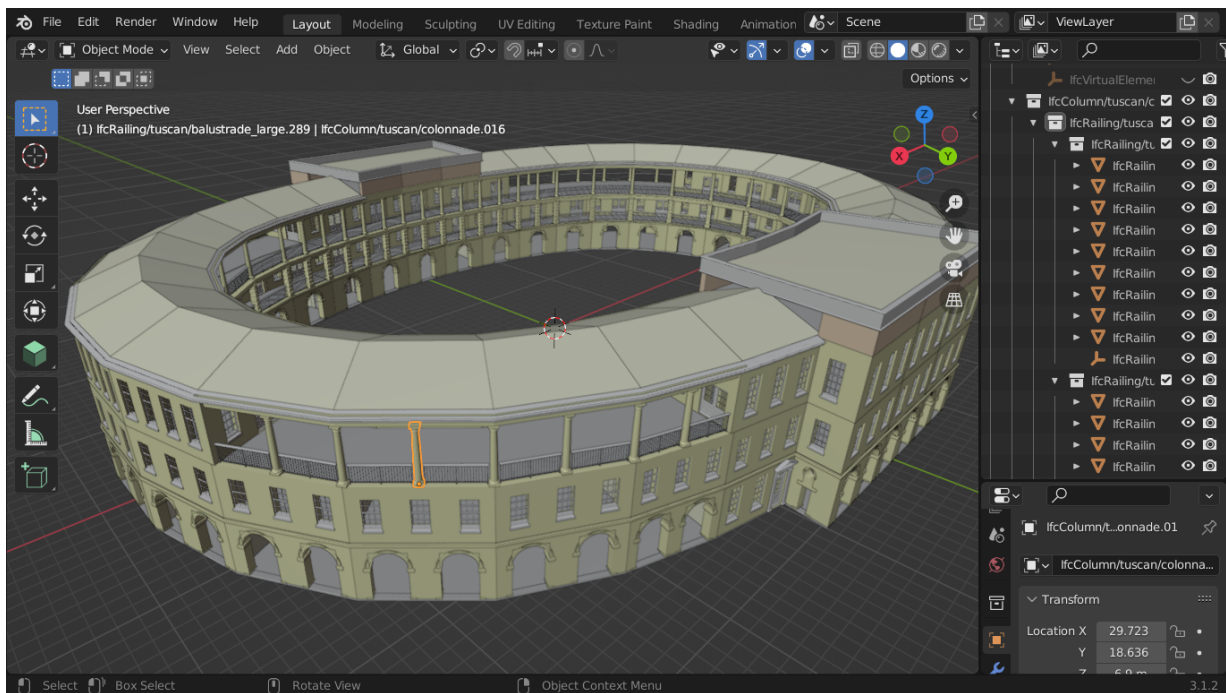 File Edit Render Window Help Layout Modeling Sculpting UV Editing Texture Paint Shading Animation Scene ViewLayer
Object Mode View Select Add Object Global
Options
User Perspective
(1) IfcRailing/tuscan/balustrade_large.289 | IfcColumn/tuscan/colonnade.016
Z
X
Y
IfcVirtualEleme
IfcColumn/tuscan/c
IfcRailing/tusca
IfcRailing/tu
IfcRailin
IfcRailin
IfcRailin
IfcRailin
IfcRailin
IfcRailin
IfcRailin
IfcRailin
IfcRailin
IfcRailin
IfcRailing/tu
IfcRailin
IfcRailin
IfcRailin
IfcRailin
IfcColumn/t...onnade.01
IfcColumn/tuscan/colonna...
Transform
Location X 29.723
Y 18.636
Z 6.9 m
Select Box Select Rotate View Object Context Menu 3.1.2